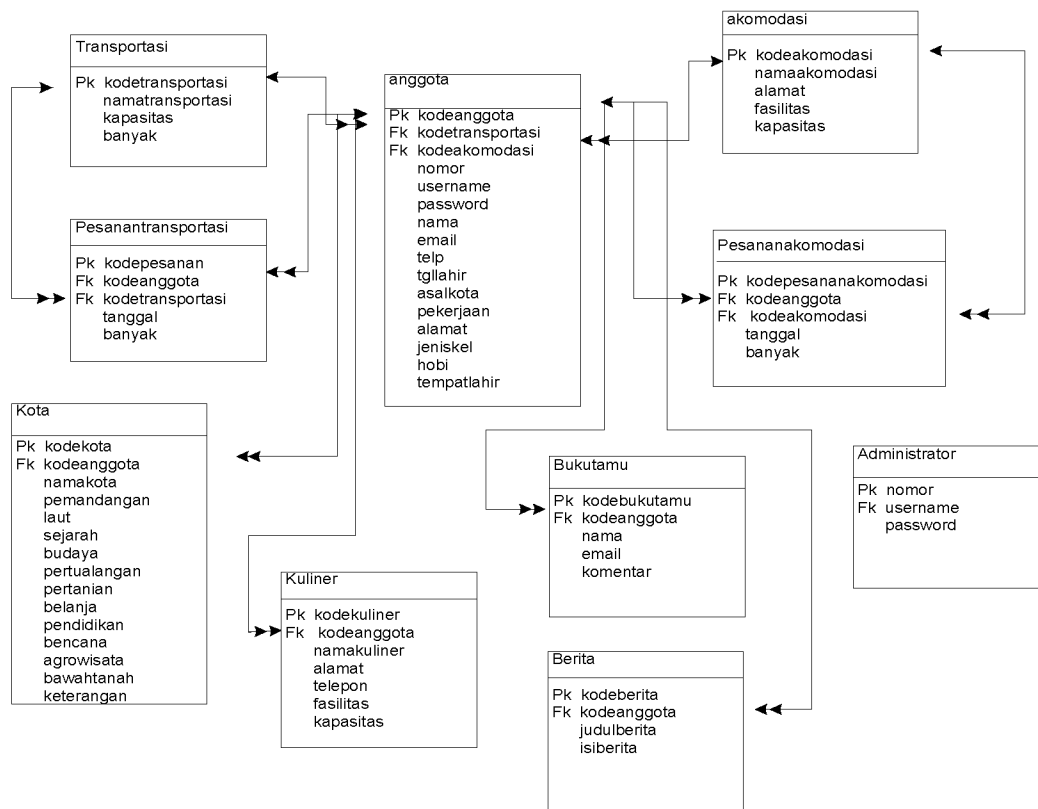 Transportasi
Pk kodetransportasi
namatransportasi
kapasitas
banyak
Pesanantransportasi
Pk kodepesanan
Fk kodeanggota
Fk kodetransportasi
tanggal
banyak
Kota
Pk kodekota
Fk kodeanggota
namakota
pemandangan
laut
sejarah
budaya
pertualangan
pertanian
belanja
pendidikan
bencana
agrowisata
bawahtanah
keterangan
anggota
Pk kodeanggota
Fk kodetransportasi
Fk kodeakomodasi
nomor
username
password
nama
email
telp
tgllahir
asalkota
pekerjaan
alamat
jeniskel
hobi
tempatlahir
Kuliner
Pk kodekuliner
Fk kodeanggota
namakuliner
alamat
telepon
fasilitas
kapasitas
akomodasi
Pk kodeakomodasi
namaakomodasi
alamat
fasilitas
kapasitas
Pesananakomodasi
Pk kodepesananakomodasi
Fk kodeanggota
Fk kodeakomodasi
tanggal
banyak
Bukutamu
Pk kodebukutamu
Fk kodeanggota
nama
email
komentar
Administrator
Pk nomor
Fk username
password
Berita
Pk kodeberita
Fk kodeanggota
judulberita
isiberita